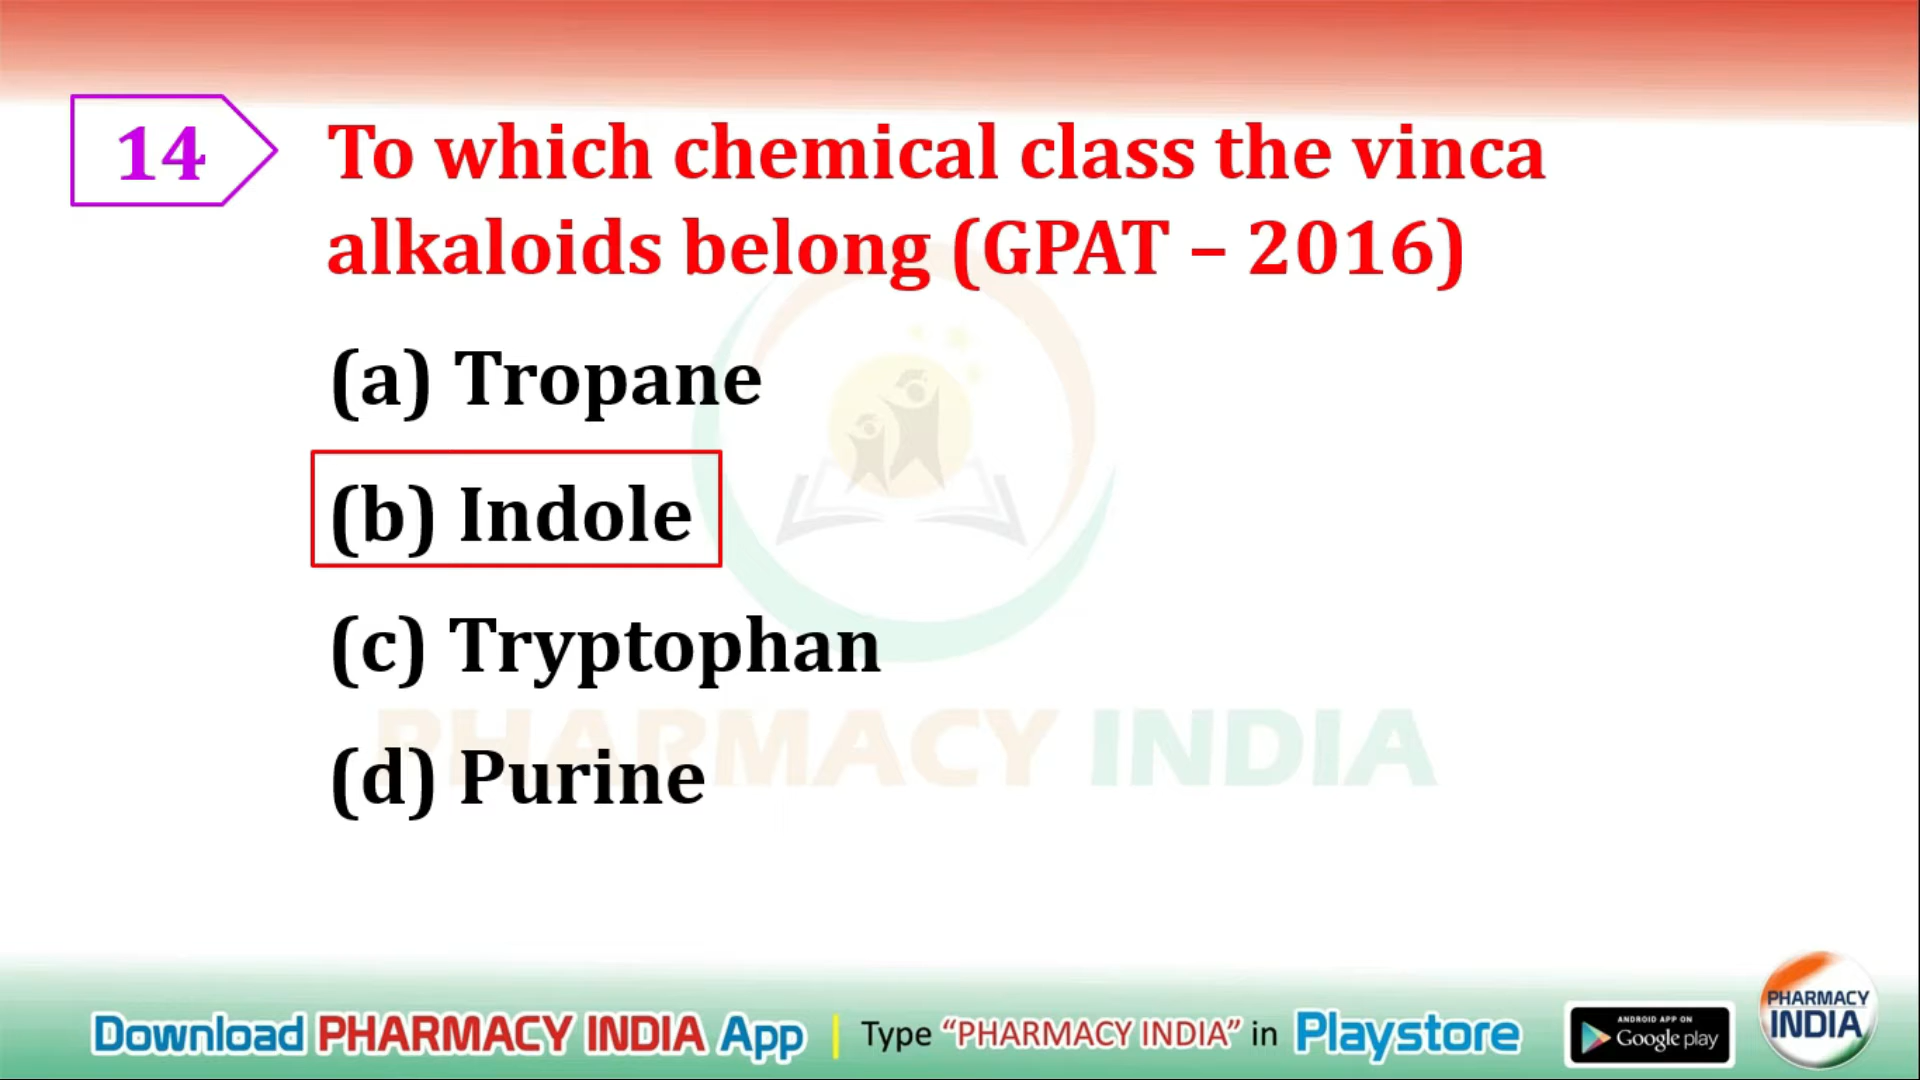 14
To which chemical class the vinca
alkaloids belong (GPAT – 2016)
(a) Tropane
(b) Indole
(c) Tryptophan
(d) Purine
PHARMACY INDIA
Download PHARMACY INDIA App | Type “PHARMACY INDIA” in Playstore
ANDROID APP ON
Google play
PHARMACY
INDIA